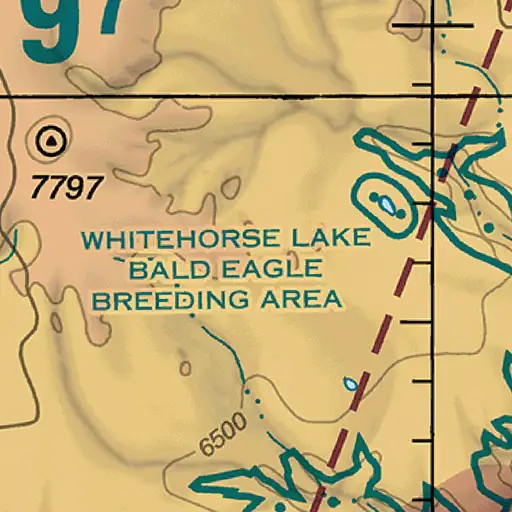 97
7797
WHITEHORSE LAKE
BALD EAGLE
BREEDING AREA
6500